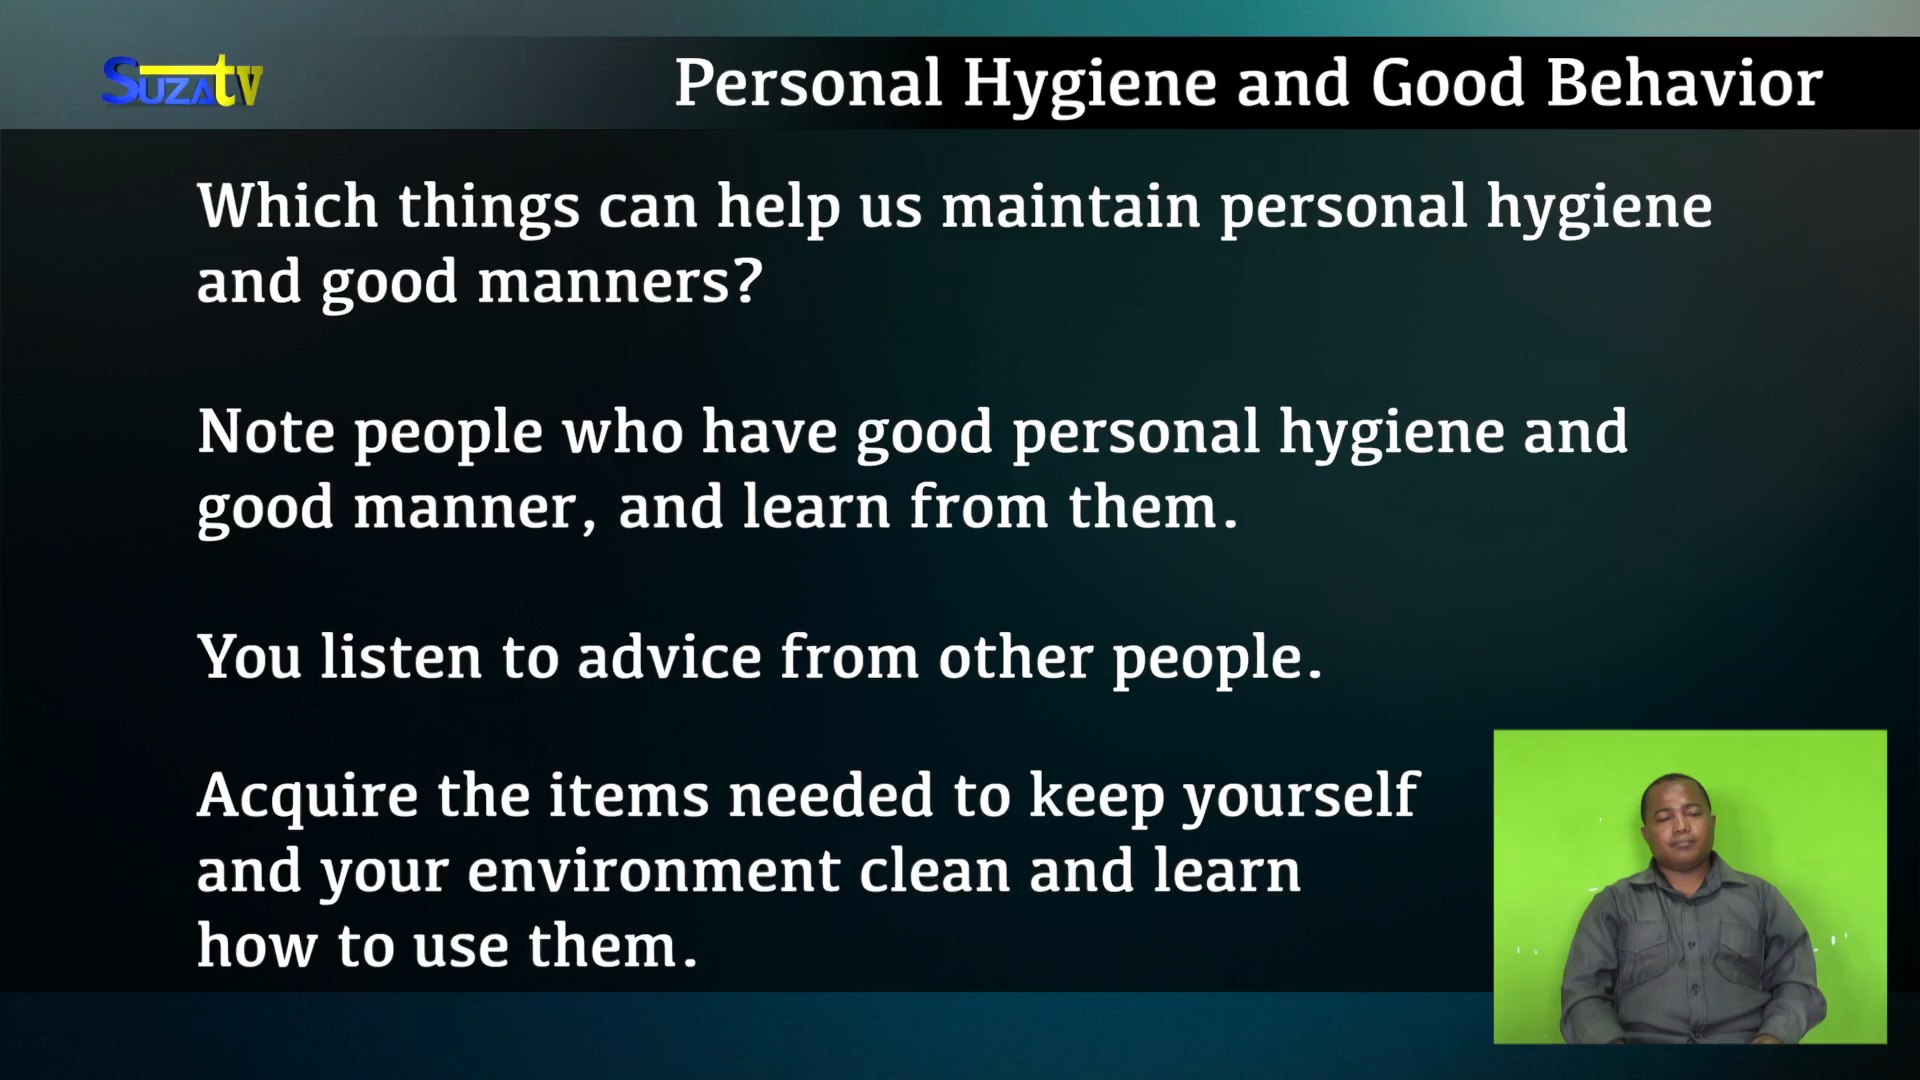 SUZAtv
Personal Hygiene and Good Behavior
Which things can help us maintain personal hygiene
and good manners?
Note people who have good personal hygiene and
good manner, and learn from them.
You listen to advice from other people.
Acquire the items needed to keep yourself
and your environment clean and learn
how to use them.